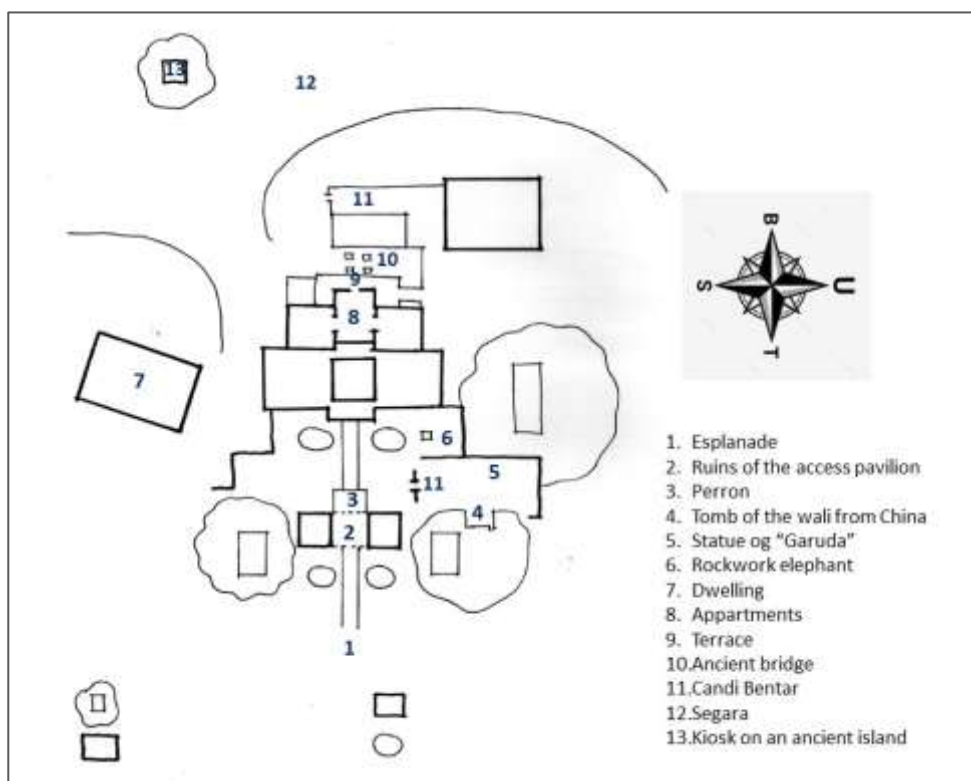 13
12
11
10
9
8
7
6
5
11
3
4
2
1
B
U
S
T
1. Esplanade
2. Ruins of the access pavilion
3. Perron
4. Tomb of the wali from China
5. Statue og “Garuda”
6. Rockwork elephant
7. Dwelling
8. Appartments
9. Terrace
10.Ancient bridge
11.Candi Bentar
12.Segara
13.Kiosk on an ancient island